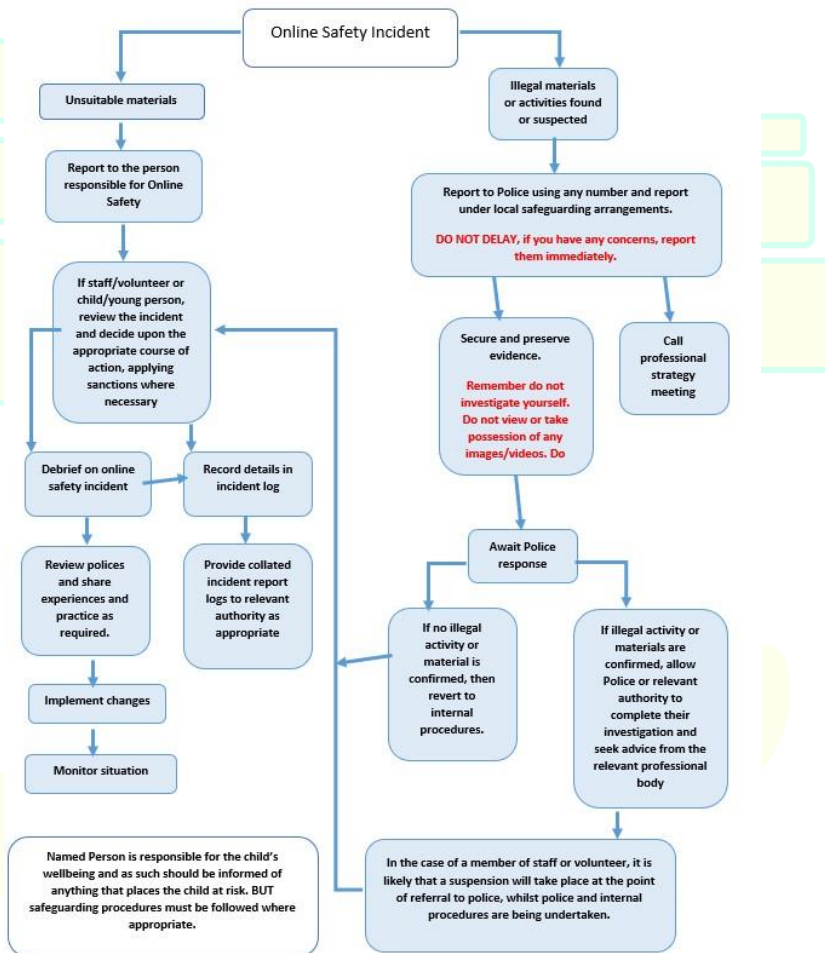 Online Safety Incident
Unsuitable materials
Illegal materials
or activities found
or suspected
Report to the person
responsible for Online
Safety
Report to Police using any number and report
under local safeguarding arrangements.
DO NOT DELAY, if you have any concerns, report
them immediately.
If staff/volunteer or
child/young person,
review the incident
and decide upon the
appropriate course of
action, applying
sanctions where
necessary
Secure and preserve
evidence.
Remember do not
investigate yourself.
Do not view or take
possession of any
images/videos. Do
Call
professional
strategy
meeting
Debrief on online
safety incident
Record details in
incident log
Review polices
and share
experiences and
practice as
required.
Provide collated
incident report
logs to relevant
authority as
appropriate
Await Police
response
If no illegal
activity or
material is
confirmed, then
revert to
internal
procedures.
If illegal activity or
materials are
confirmed, allow
Police or relevant
authority to
complete their
investigation and
seek advice from the
relevant professional
body
Implement changes
Monitor situation
Named Person is responsible for the child's
wellbeing and as such should be informed of
anything that places the child at risk. BUT
safeguarding procedures must be followed where
appropriate.
In the case of a member of staff or volunteer, it is
likely that a suspension will take place at the point
of referral to police, whilst police and internal
procedures are being undertaken.